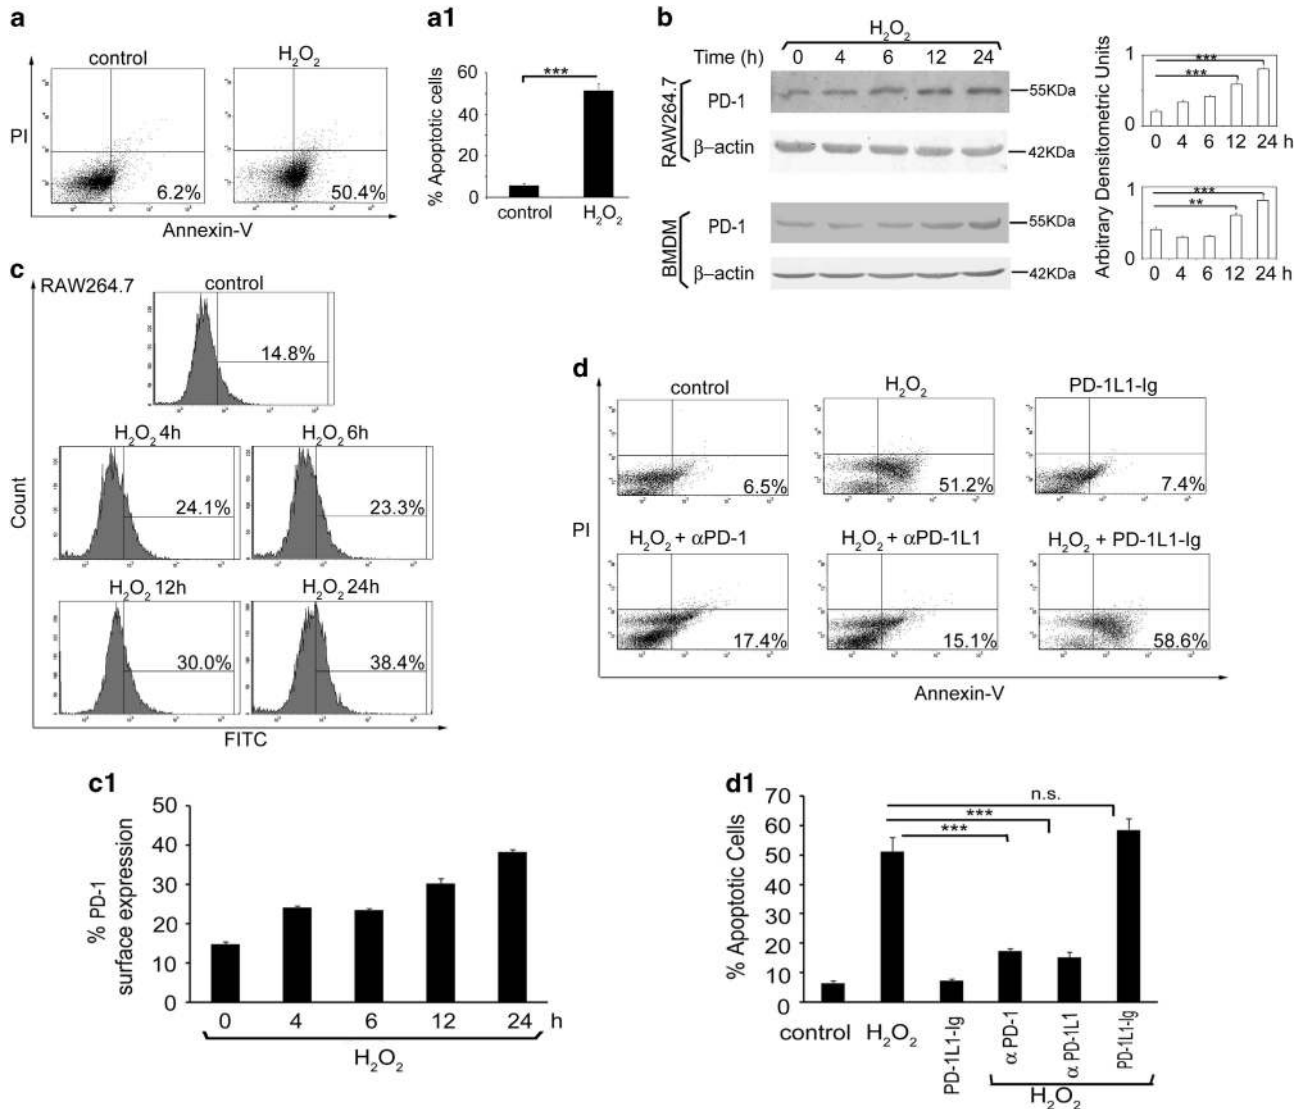 a
control
H2O2
PI
6.2%
50.4%
Annexin-V
a1
% Apoptotic cells
60
40
20
0
***
control
H2O2
b
H2O2
Time (h) 0 4 6 12 24
RAW264.7
PD-1
55KDa
β-actin
42KDa
BMDM
PD-1
55KDa
β-actin
42KDa
Arbitrary Densitometric Units
1
0
***
***
0 4 6 12 24 h
1
0
***
**
0 4 6 12 24 h
c
RAW264.7
control
14.8%
H2O2 4h
24.1%
H2O2 6h
23.3%
H2O2 12h
30.0%
H2O2 24h
38.4%
Count
FITC
d
control
6.5%
H2O2
51.2%
PD-1L1-Ig
7.4%
PI
H2O2 + αPD-1
17.4%
H2O2 + αPD-1L1
15.1%
H2O2 + PD-1L1-Ig
58.6%
Annexin-V
c1
% PD-1
surface expression
50
40
30
20
10
0
0 4 6 12 24 h
H2O2
d1
% Apoptotic Cells
70
60
50
40
30
20
10
0
n.s.
***
***
control
H2O2
PD-1L1-Ig
α PD-1
α PD-1L1
PD-1L1-Ig
H2O2